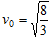 v₀ = √(8/3)